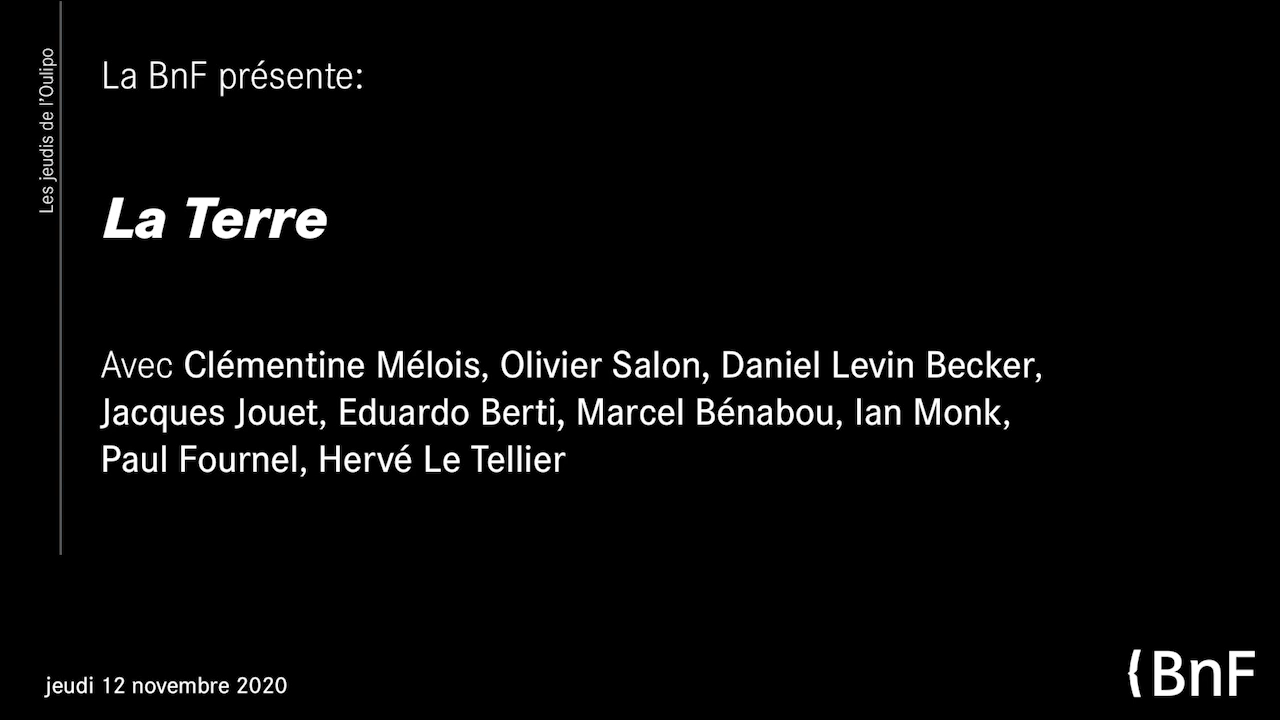 Les jeudis de l'Oulipo
La BnF présente:
La Terre
Avec Clémentine Mélois, Olivier Salon, Daniel Levin Becker,
Jacques Jouet, Eduardo Berti, Marcel Bénabou, Ian Monk,
Paul Fournel, Hervé Le Tellier
jeudi 12 novembre 2020
{BnF